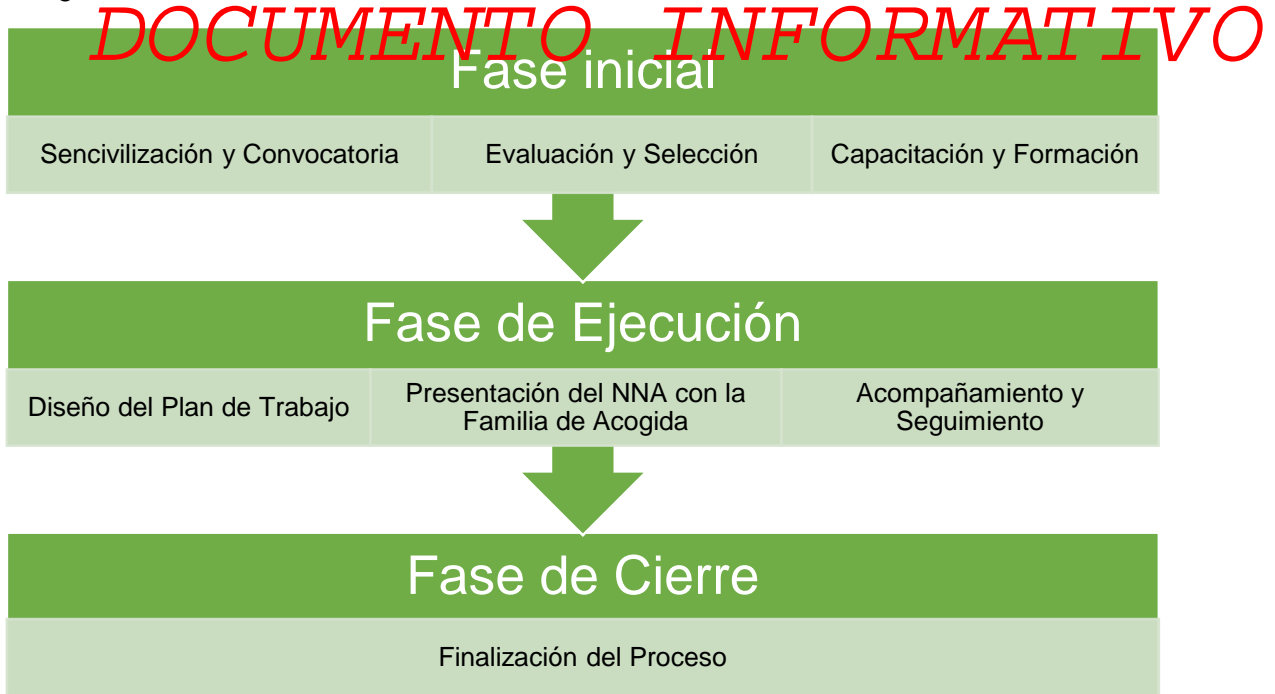 DOCUMENTO INFORMATIVO
Fase inicial
Sencivilización y Convocatoria
Evaluación y Selección
Capacitación y Formación
Fase de Ejecución
Diseño del Plan de Trabajo
Presentación del NNA con la
Familia de Acogida
Acompañamiento y
Seguimiento
Fase de Cierre
Finalización del Proceso